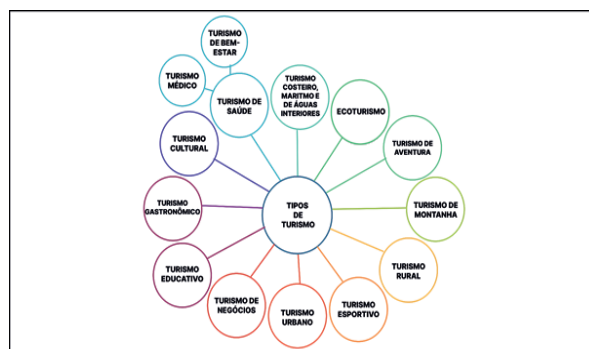 TURISMO
DE BEM-
ESTAR
TURISMO
MÉDICO
TURISMO DE
SAÚDE
TURISMO
COSTEIRO,
MARITMO E
DE ÁGUAS
INTERIORES
ECOTURISMO
TURISMO DE
AVENTURA
TURISMO
CULTURAL
TURISMO
GASTRONÔMICO
TIPOS
DE
TURISMO
TURISMO DE
MONTANHA
TURISMO
RURAL
TURISMO
EDUCATIVO
TURISMO DE
NEGÓCIOS
TURISMO
URBANO
TURISMO
ESPORTIVO